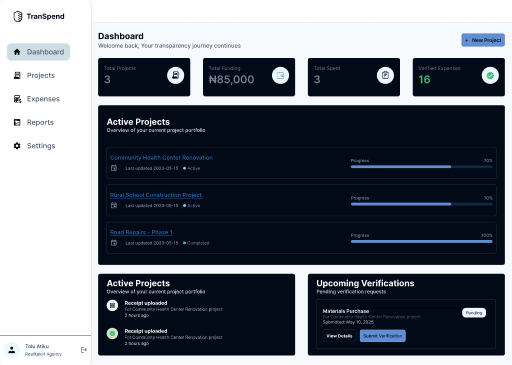 TranSpend
Dashboard
Projects
Expenses
Reports
Settings
Tolu Atiku
RealXploit Agency
Dashboard
Welcome back, Your transparency journey continues
+ New Project
Total Projects
3
Total Funding
₦85,000
Total Spent
3
Verified Expenses
16
Active Projects
Overview of your current project portfolio
Community Health Center Renovation
Last updated 2023-05-15 Active
Progress 70%
Rural School Construction Project
Last updated 2023-05-15 Active
Progress 70%
Road Repairs - Phase 1
Last updated 2023-05-15 Completed
Progress 100%
Active Projects
Overview of your current project portfolio
Receipt uploaded
For Community Health Center Renovation project
2 hours ago
Receipt uploaded
For Community Health Center Renovation project
2 hours ago
Upcoming Verifications
Pending verification requests
Materials Purchase
For Community Health Center Renovation project
Submitted: May 10, 2025
Pending
View Details
Submit Verification